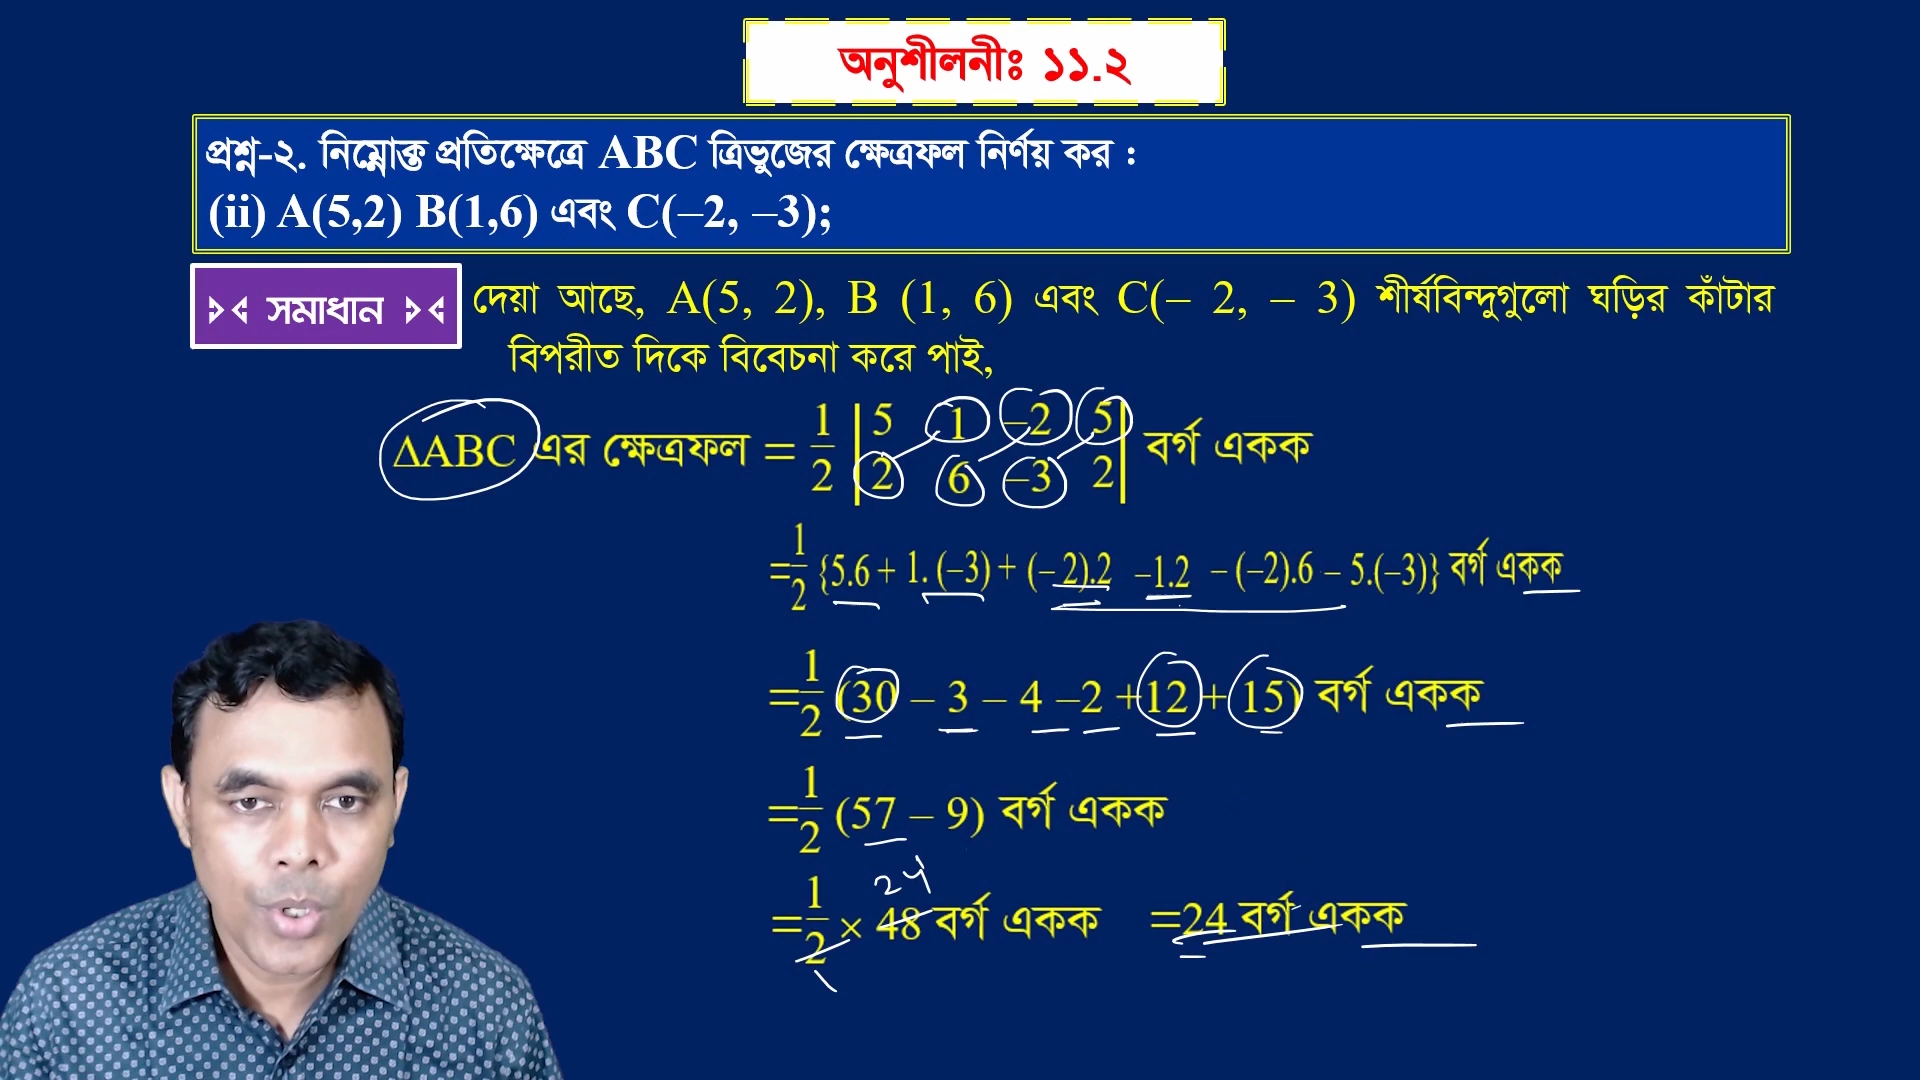 অনুশীলনীঃ ১১.২
প্রশ্ন-২. নিম্নোক্ত প্রতিক্ষেত্রে ABC ত্রিভুজের ক্ষেত্রফল নির্ণয় কর :
(ii) A(5,2) B(1,6) এবং C(–2, –3);
সমাধান
দেয়া আছে, A(5, 2), B (1, 6) এবং C(– 2, – 3) শীর্ষবিন্দুগুলো ঘড়ির কাঁটার
বিপরীত দিকে বিবেচনা করে পাই,
ΔABC এর ক্ষেত্রফল = 1/2 |5 1 –2 5
2 6 –3 2| বর্গ একক
=1/2 {5.6 + 1. (–3) + (– 2).2 –1.2 – (–2).6 – 5.(–3)} বর্গ একক
=1/2 (30 – 3 – 4 –2 +12 + 15) বর্গ একক
=1/2 (57 – 9) বর্গ একক
24
=1/2 × 48 বর্গ একক =24 বর্গ একক
1